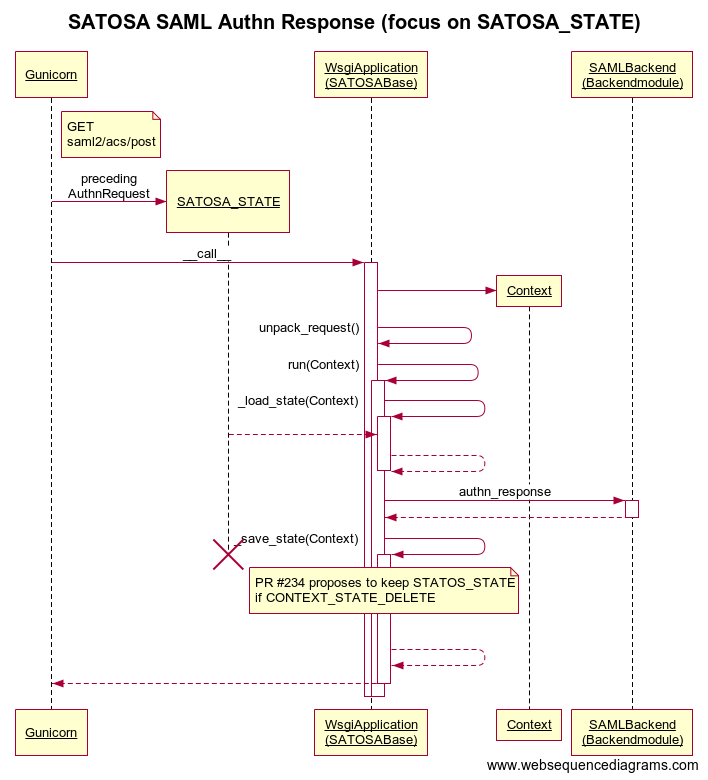 SATOSA SAML Authn Response (focus on SATOSA_STATE)
Gunicorn
WsgiApplication
(SATOSABase)
SAMLBackend
(Backendmodule)
GET
saml2/acs/post
preceding
AuthnRequest
SATOSA_STATE
__call__
Context
unpack_request()
run(Context)
_load_state(Context)
authn_response
_save_state(Context)
PR #234 proposes to keep STATOS_STATE
if CONTEXT_STATE_DELETE
Gunicorn
WsgiApplication
(SATOSABase)
Context
SAMLBackend
(Backendmodule)
www.websequencediagrams.com